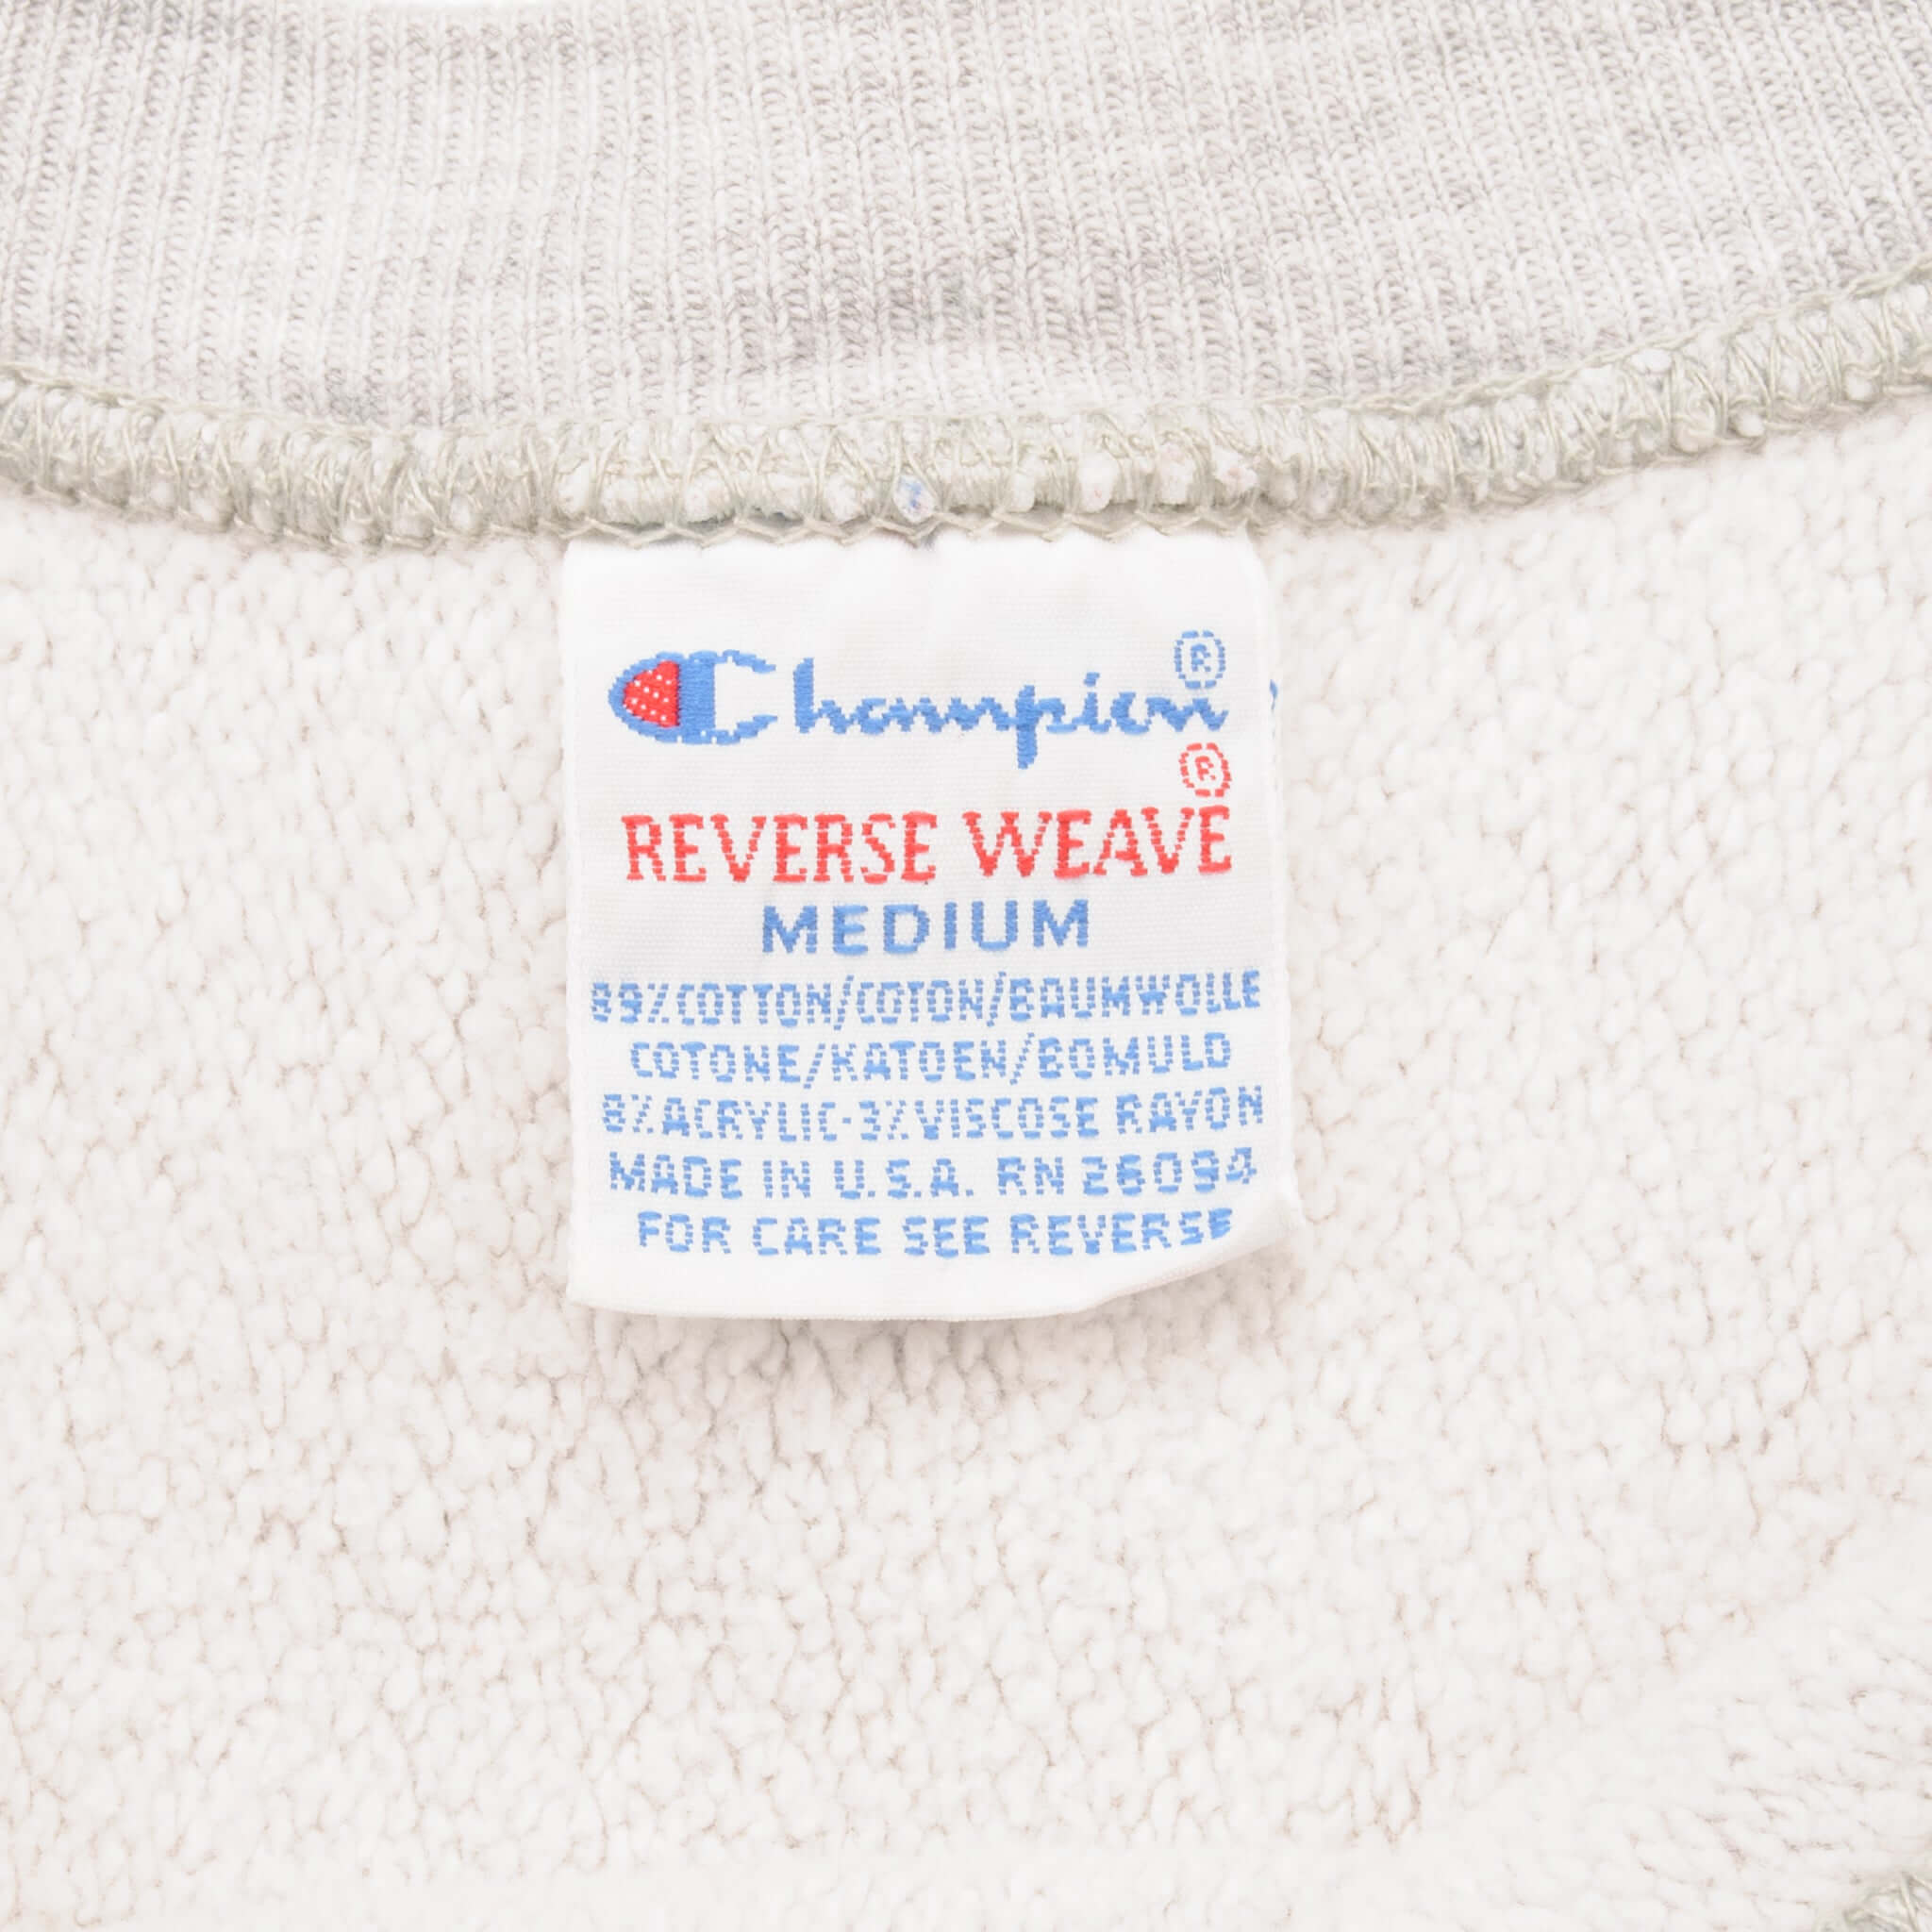 Champion®
REVERSE WEAVE®
MEDIUM
89%COTTON/COTON/BAUMWOLLE
COTONE/KATOEN/BOMULD
8%ACRYLIC-3%VISCOSE RAYON
MADE IN U.S.A. RN 26094
FOR CARE SEE REVERSE